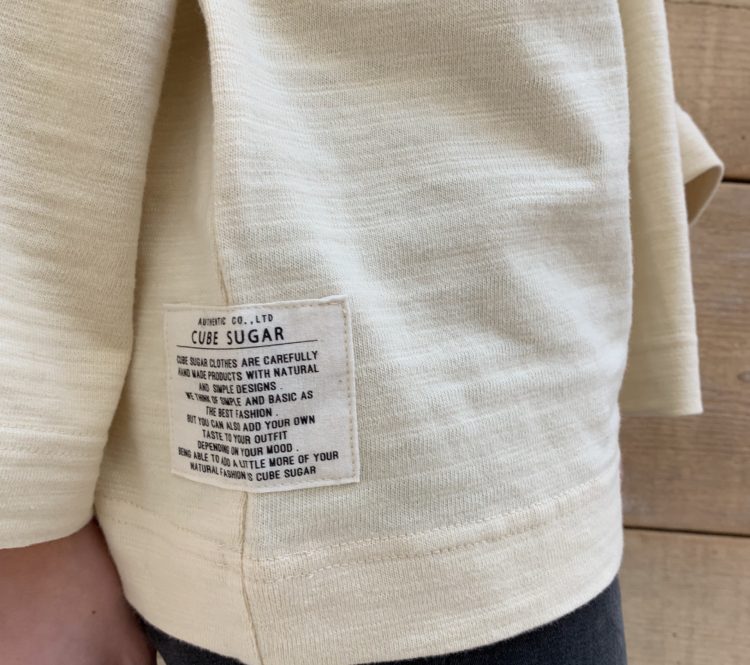 AUTHENTIC CO.,LTD
CUBE SUGAR
CUBE SUGAR CLOTHES ARE CAREFULLY
HAND MADE PRODUCTS WITH NATURAL
AND SIMPLE DESIGNS .
WE THINK OF SIMPLE AND BASIC AS
THE BEST FASHION .
BUT YOU CAN ALSO ADD YOUR OWN
TASTE TO YOUR OUTFIT
DEPENDING ON YOUR MOOD .
BEING ABLE TO ADD A LITTLE MORE OF YOUR
NATURAL FASHION IS CUBE SUGAR